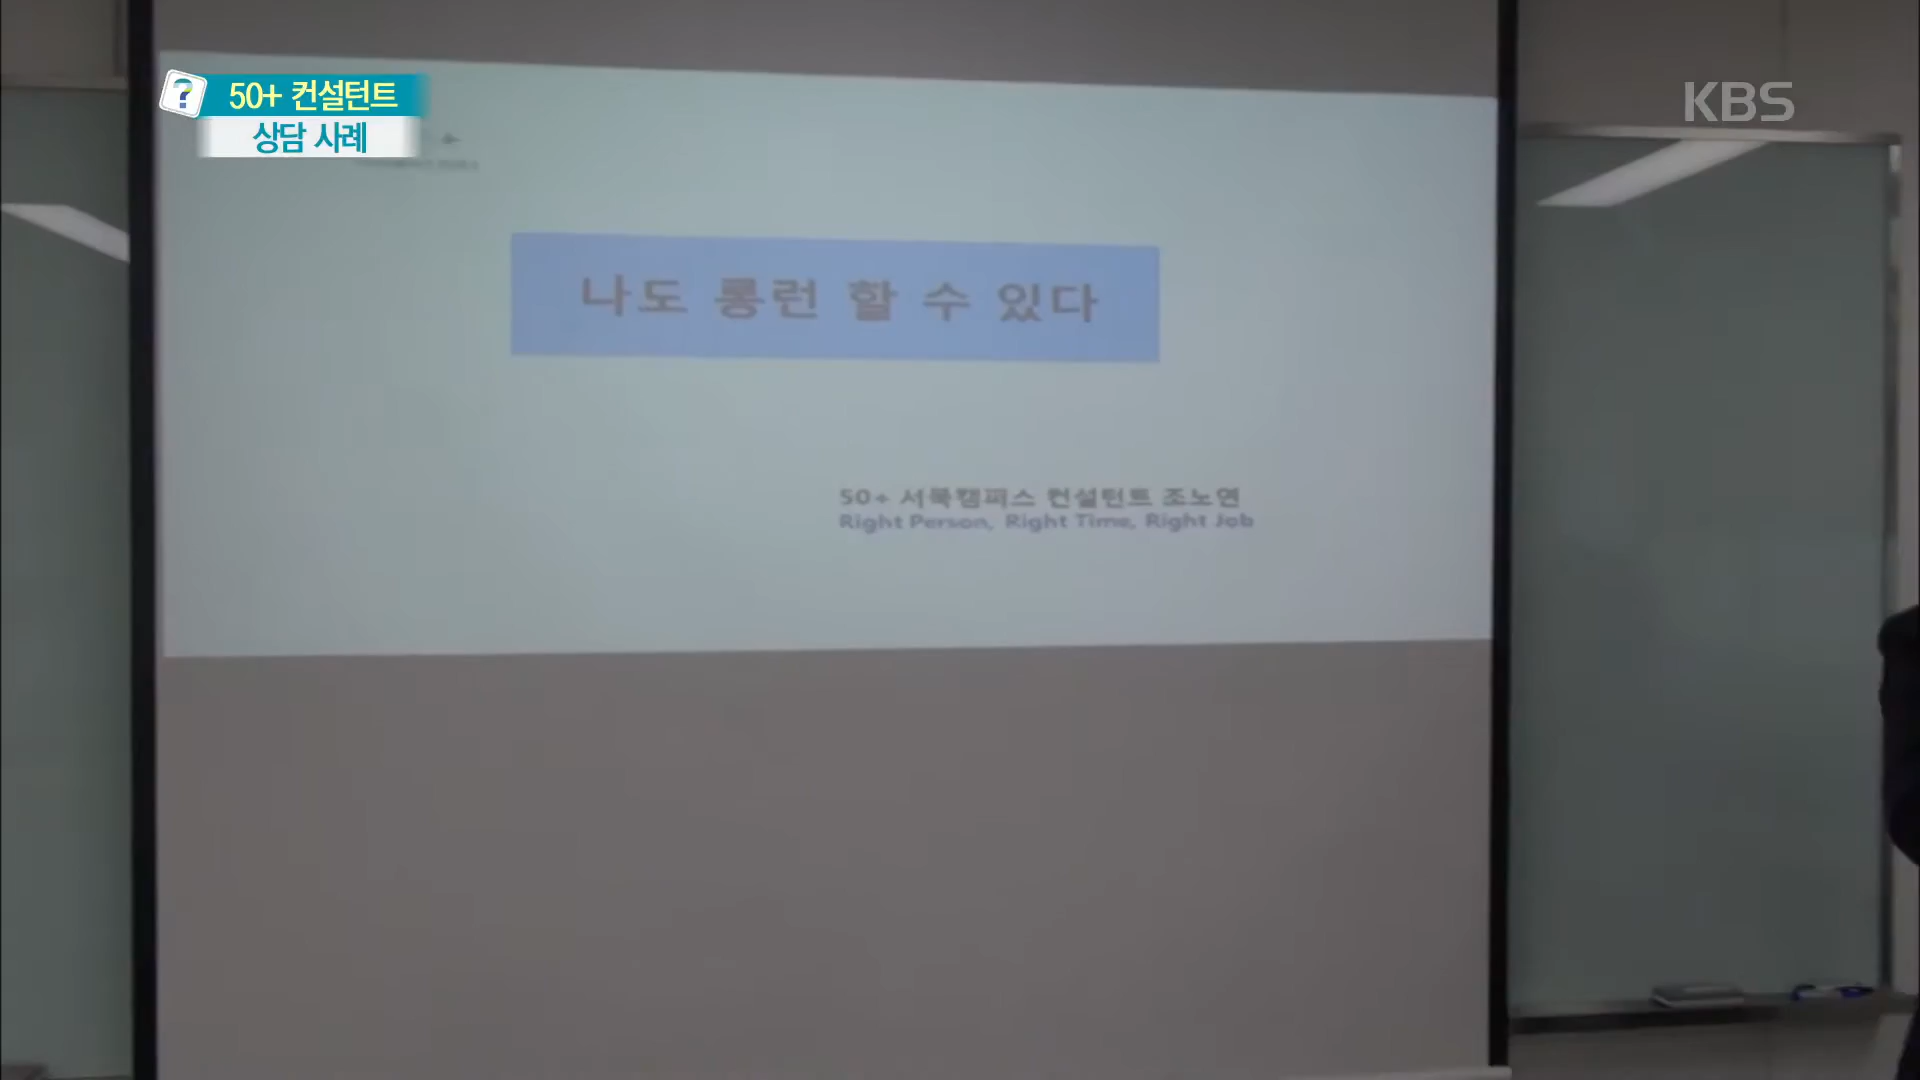 50+ 컨설턴트
상담 사례
KBS
나도 롱런 할 수 있다
50+ 서북캠퍼스 컨설턴트 조노연
Right Person, Right Time, Right Job